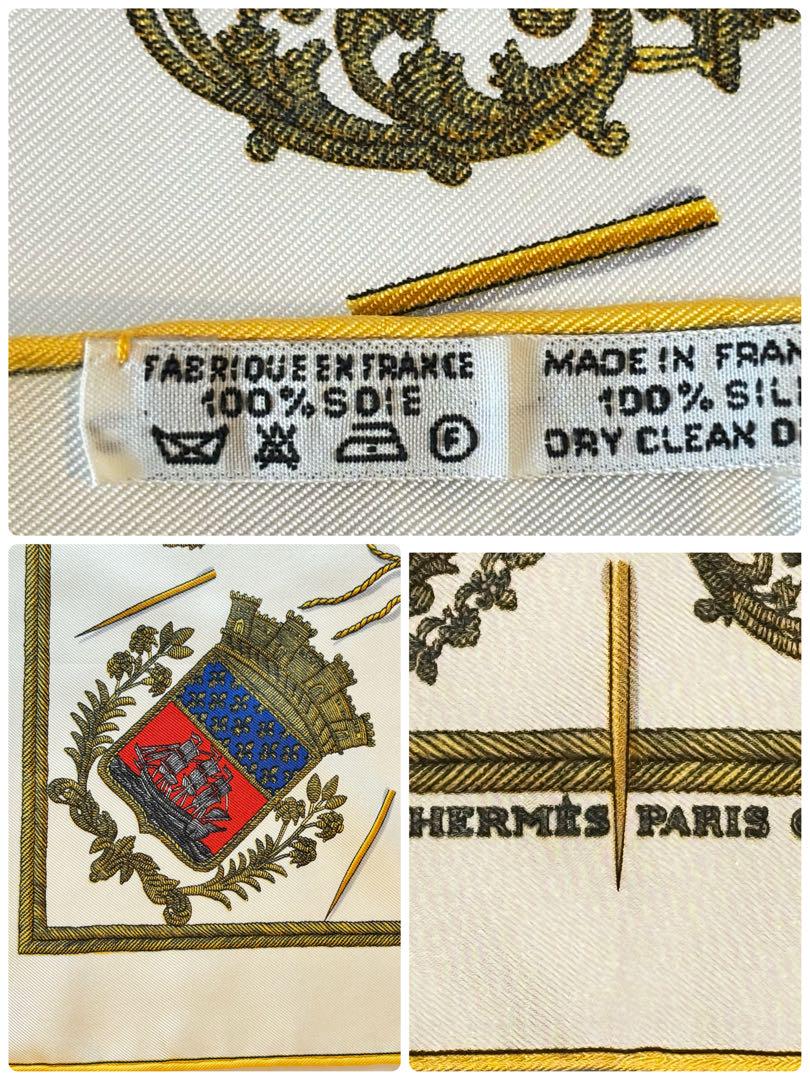 FABRIQUE EN FRANCE
100% SOIE
F
MADE IN FRAN
100% SIL
DRY CLEAN O
HERMÈS PARIS